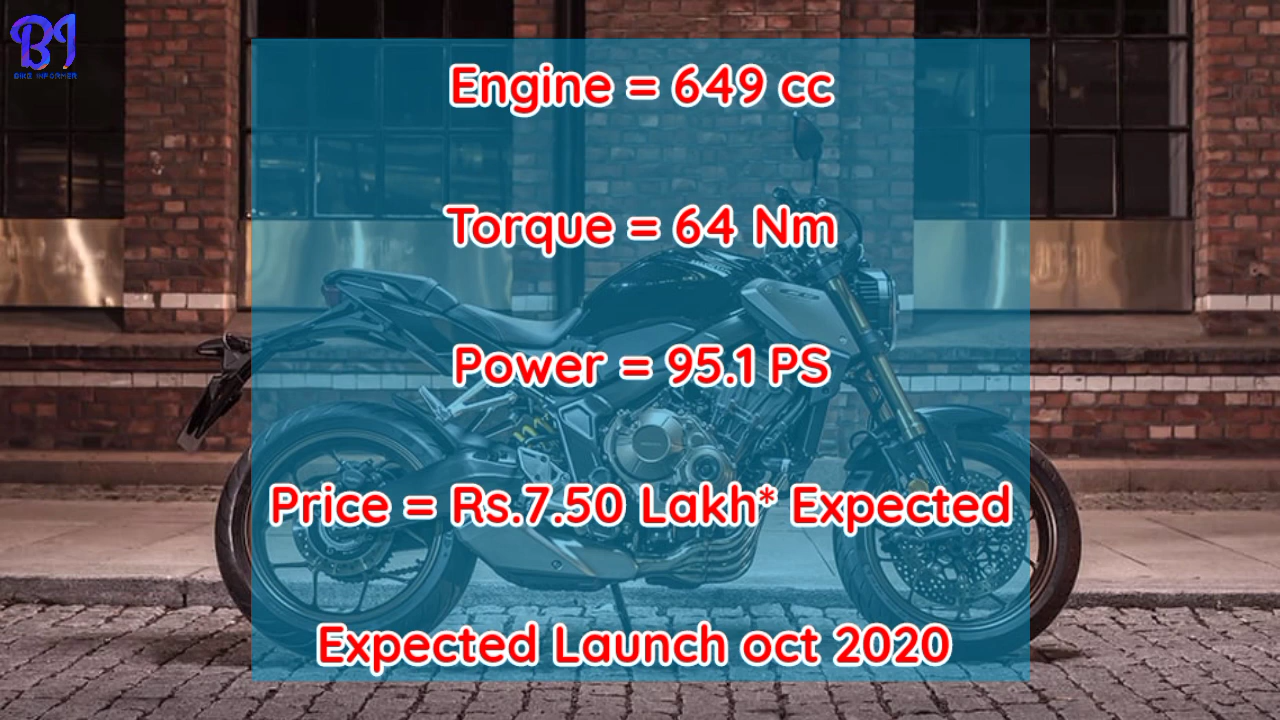 BI
BIKE INFORMER
Engine = 649 cc
Torque = 64 Nm
Power = 95.1 PS
Price = Rs.7.50 Lakh* Expected
Expected Launch oct 2020